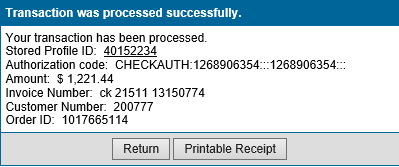 Transaction was processed successfully.
Your transaction has been processed.
Stored Profile ID: 40152234
Authorization code: CHECKAUTH:1268906354:::1268906354:::
Amount: $ 1,221.44
Invoice Number: ck 21511 13150774
Customer Number: 200777
Order ID: 1017665114
Return Printable Receipt